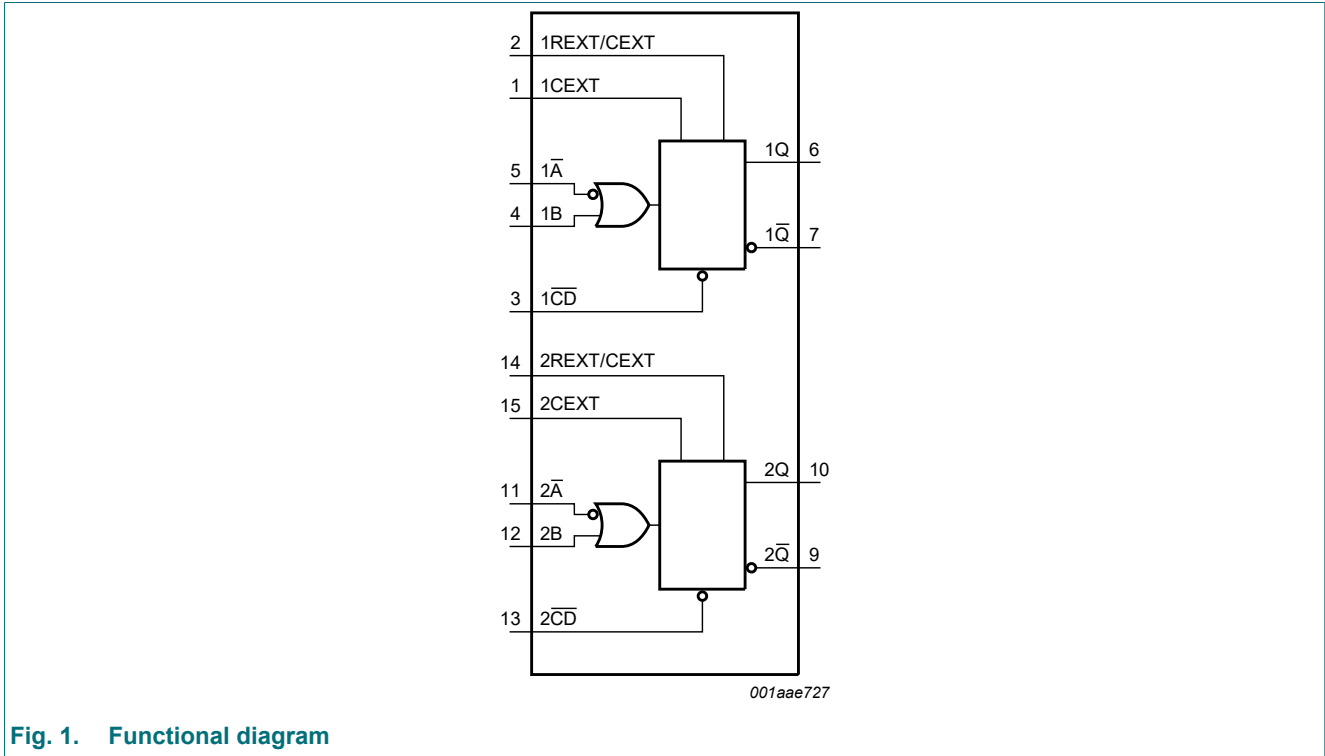 2 1REXT/CEXT
1 1CEXT
1Q 6
5 1A̅
4 1B
1Q̅ 7
3 1C̅D̅
14 2REXT/CEXT
15 2CEXT
2Q 10
11 2A̅
12 2B
2Q̅ 9
13 2C̅D̅
001aae727
Fig. 1. Functional diagram